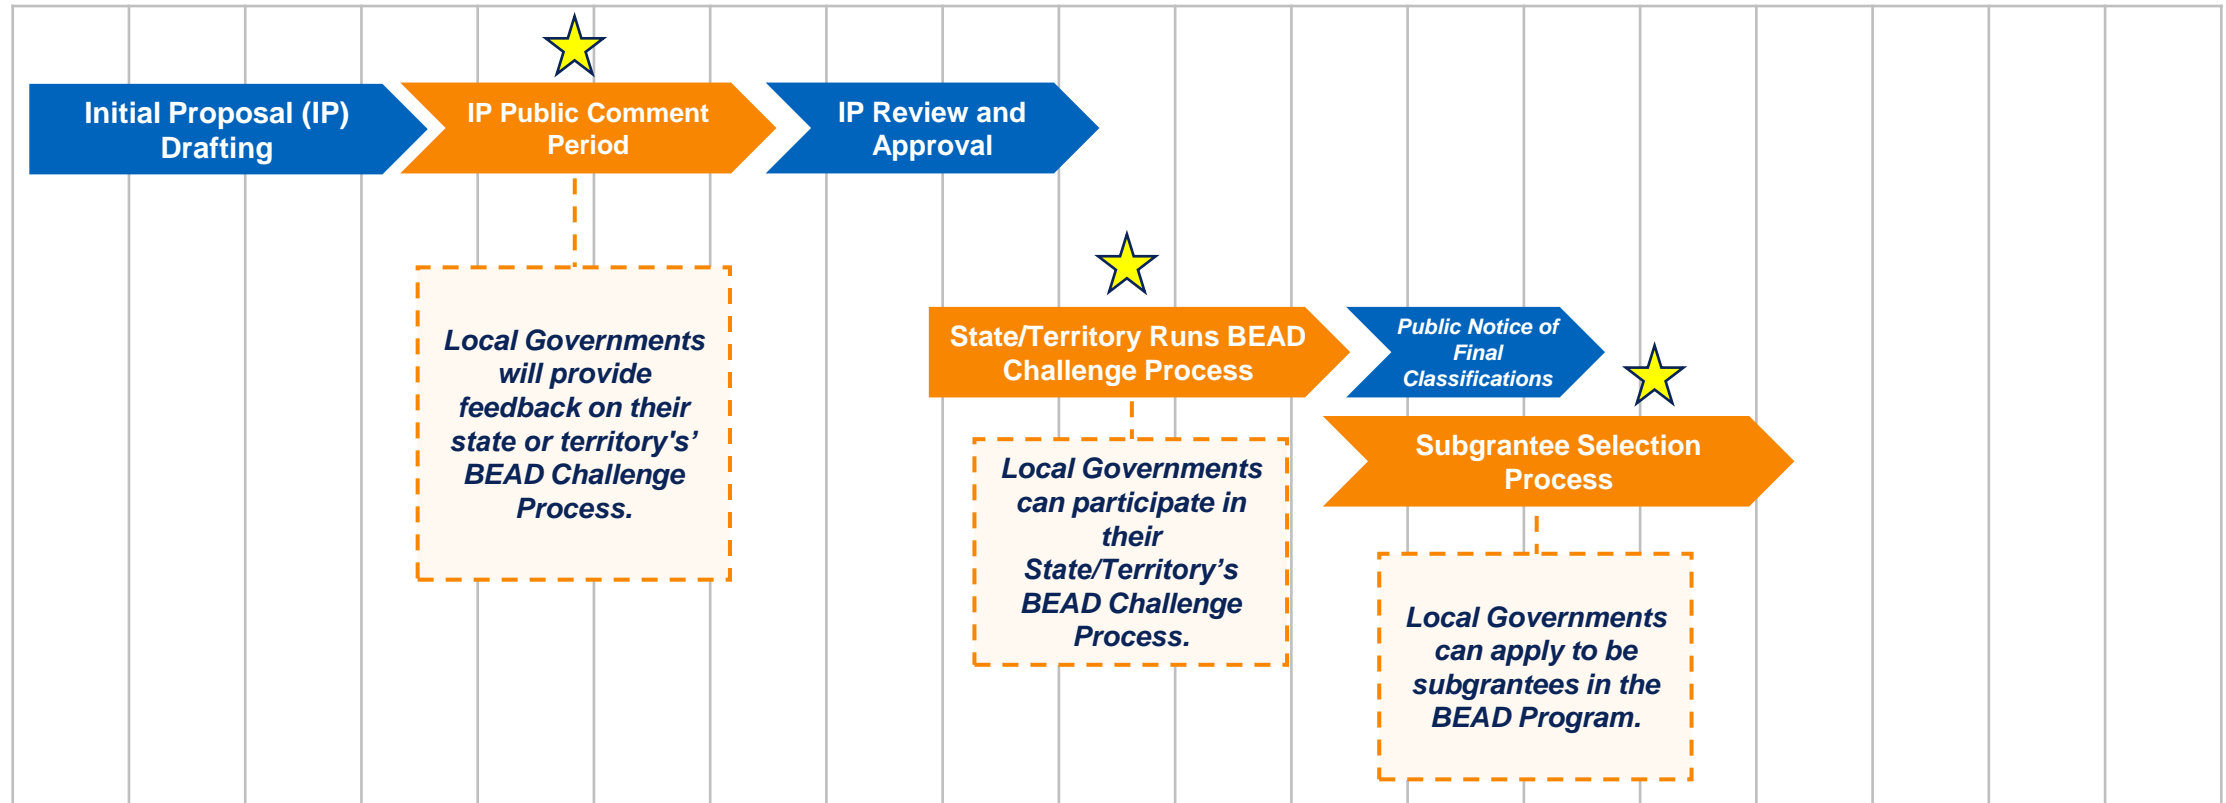 Initial Proposal (IP)
Drafting
IP Public Comment
Period
IP Review and
Approval
Local Governments
will provide
feedback on their
state or territory's’
BEAD Challenge
Process.
State/Territory Runs BEAD
Challenge Process
Public Notice of
Final
Classifications
Subgrantee Selection
Process
Local Governments
can participate in
their
State/Territory’s
BEAD Challenge
Process.
Local Governments
can apply to be
subgrantees in the
BEAD Program.